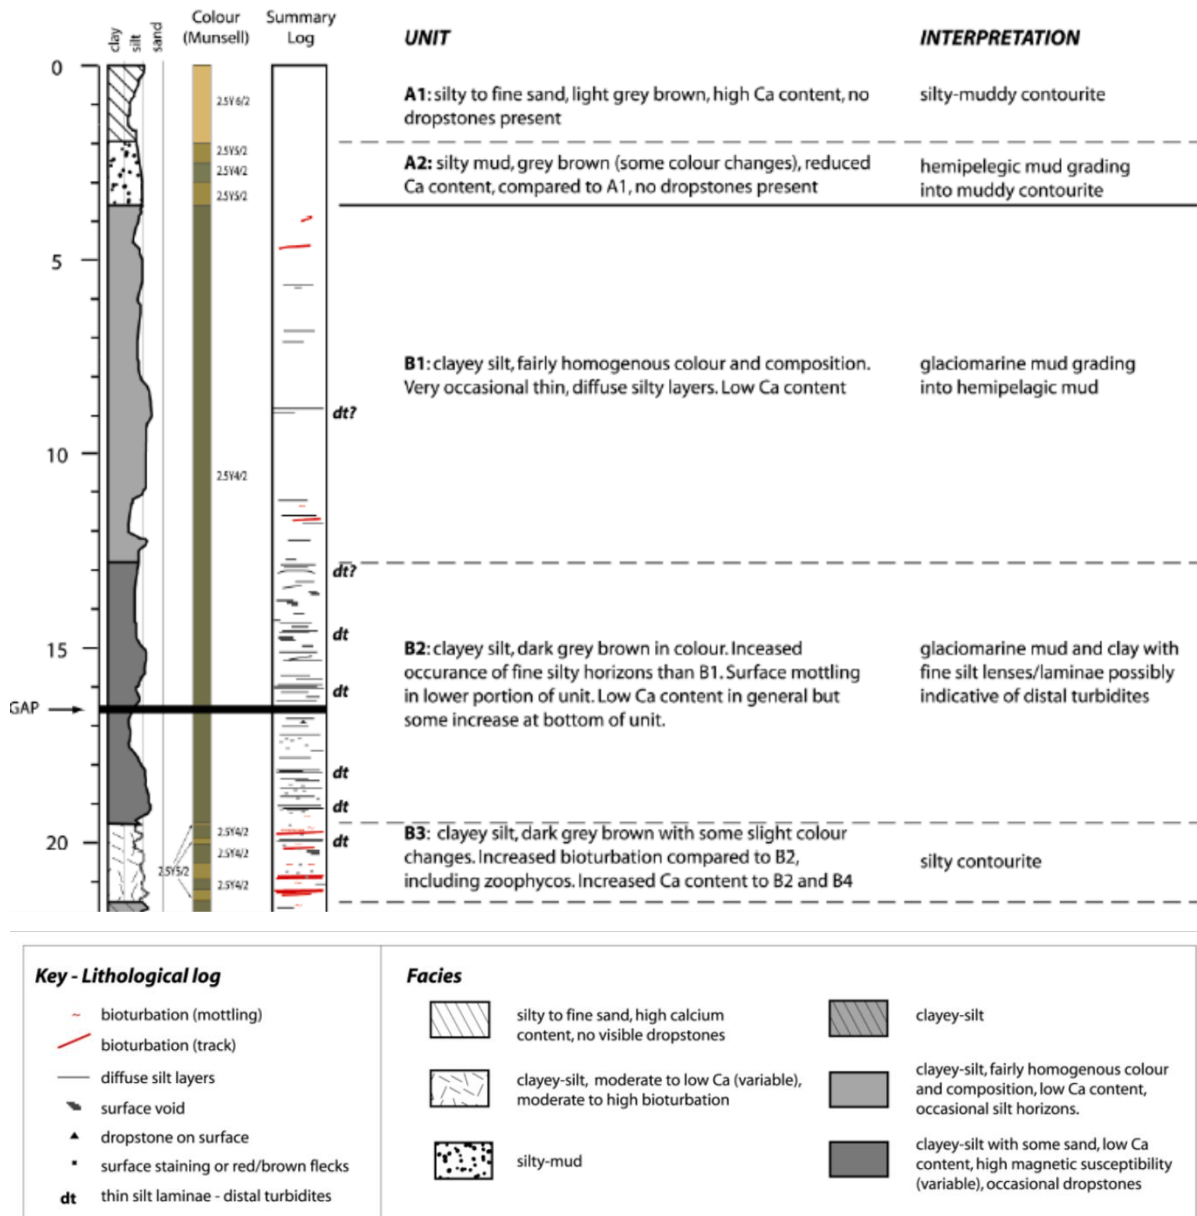 clay
silt
sand
Colour
(Munsell)
Summary
Log
UNIT
INTERPRETATION
0
5
10
15
20
GAP
2.5Y 6/2
2.5Y5/2
2.5Y4/2
2.5Y5/2
2.5Y4/2
2.5Y4/2
2.5Y4/2
2.5Y5/2
2.5Y4/2
dt?
dt?
dt
dt
dt
dt
dt
A1: silty to fine sand, light grey brown, high Ca content, no
dropstones present
silty-muddy contourite
A2: silty mud, grey brown (some colour changes), reduced
Ca content, compared to A1, no dropstones present
hemipelegic mud grading
into muddy contourite
B1: clayey silt, fairly homogenous colour and composition.
Very occasional thin, diffuse silty layers. Low Ca content
glaciomarine mud grading
into hemipelagic mud
B2: clayey silt, dark grey brown in colour. Inceased
occurance of fine silty horizons than B1. Surface mottling
in lower portion of unit. Low Ca content in general but
some increase at bottom of unit.
glaciomarine mud and clay with
fine silt lenses/laminae possibly
indicative of distal turbidites
B3: clayey silt, dark grey brown with some slight colour
changes. Increased bioturbation compared to B2,
including zoophycos. Increased Ca content to B2 and B4
silty contourite
Key - Lithological log
bioturbation (mottling)
bioturbation (track)
diffuse silt layers
surface void
dropstone on surface
surface staining or red/brown flecks
dt thin silt laminae - distal turbidites
Facies
silty to fine sand, high calcium
content, no visible dropstones
clayey-silt, moderate to low Ca (variable),
moderate to high bioturbation
silty-mud
clayey-silt
clayey-silt, fairly homogenous colour
and composition, low Ca content,
occasional silt horizons.
clayey-silt with some sand, low Ca
content, high magnetic susceptibility
(variable), occasional dropstones